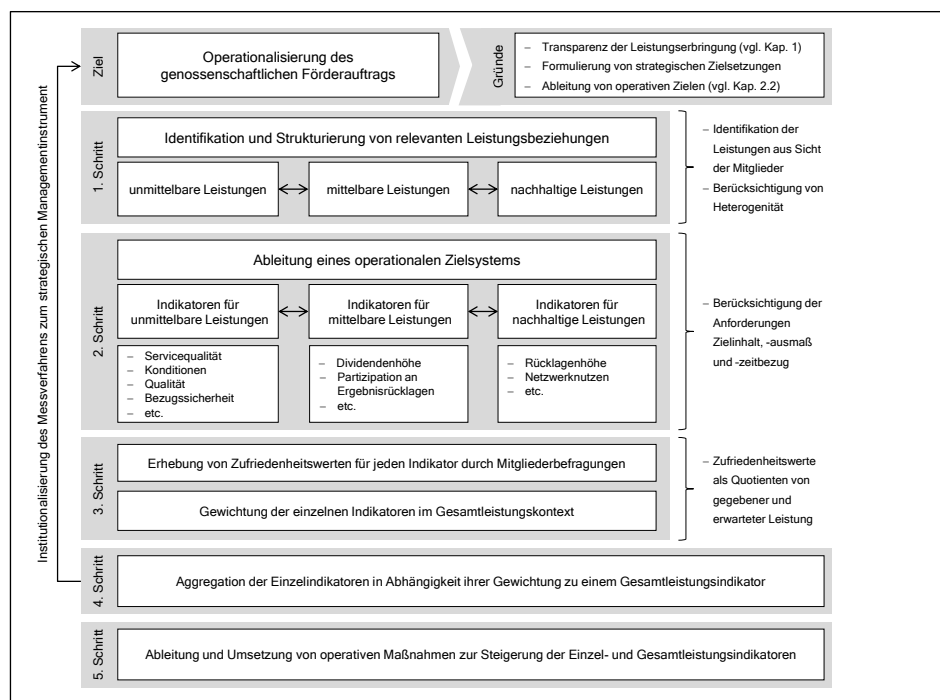 Institutionalisierung des Messverfahrens zum strategischen Managementinstrument
Ziel
Operationalisierung des
genossenschaftlichen Förderauftrags
Gründe
– Transparenz der Leistungserbringung (vgl. Kap. 1)
– Formulierung von strategischen Zielsetzungen
– Ableitung von operativen Zielen (vgl. Kap. 2.2)
1. Schritt
Identifikation und Strukturierung von relevanten Leistungsbeziehungen
unmittelbare Leistungen
mittelbare Leistungen
nachhaltige Leistungen
– Identifikation der
Leistungen aus Sicht
der Mitglieder
– Berücksichtigung von
Heterogenität
2. Schritt
Ableitung eines operationalen Zielsystems
Indikatoren für
unmittelbare Leistungen
Indikatoren für
mittelbare Leistungen
Indikatoren für
nachhaltige Leistungen
– Servicequalität
– Konditionen
– Qualität
– Bezugssicherheit
– etc.
– Dividendenhöhe
– Partizipation an
Ergebnisrücklagen
– etc.
– Rücklagenhöhe
– Netzwerknutzen
– etc.
– Berücksichtigung der
Anforderungen
Zielinhalt, -ausmaß
und -zeitbezug
3. Schritt
Erhebung von Zufriedenheitswerten für jeden Indikator durch Mitgliederbefragungen
Gewichtung der einzelnen Indikatoren im Gesamtleistungskontext
– Zufriedenheitswerte
als Quotienten von
gegebener und
erwarteter Leistung
4. Schritt
Aggregation der Einzelindikatoren in Abhängigkeit ihrer Gewichtung zu einem Gesamtleistungsindikator
5. Schritt
Ableitung und Umsetzung von operativen Maßnahmen zur Steigerung der Einzel- und Gesamtleistungsindikatoren